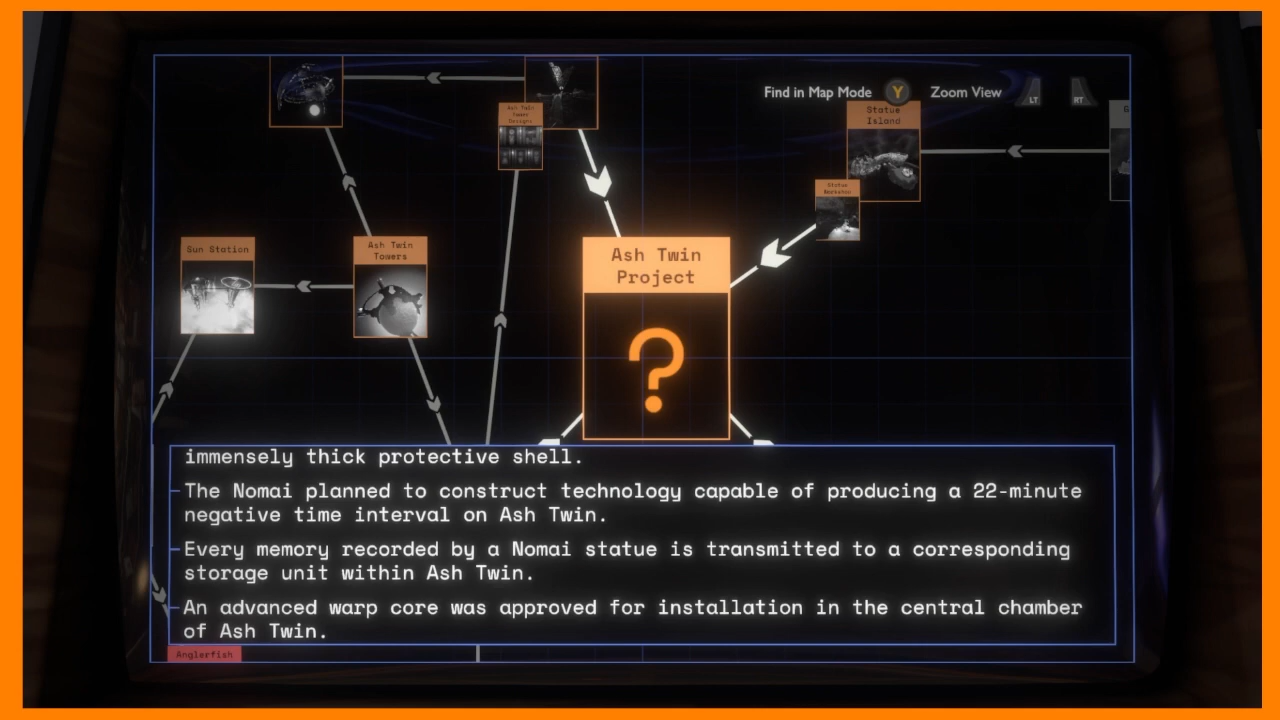 Find in Map Mode Y Zoom View LT RT
Ash Twin
Tower
Designs
Statue
Island
Statue
Workshop
Sun Station
Ash Twin
Towers
Ash Twin
Project
?
immensely thick protective shell.
The Nomai planned to construct technology capable of producing a 22-minute
negative time interval on Ash Twin.
Every memory recorded by a Nomai statue is transmitted to a corresponding
storage unit within Ash Twin.
An advanced warp core was approved for installation in the central chamber
of Ash Twin.
Anglerfish